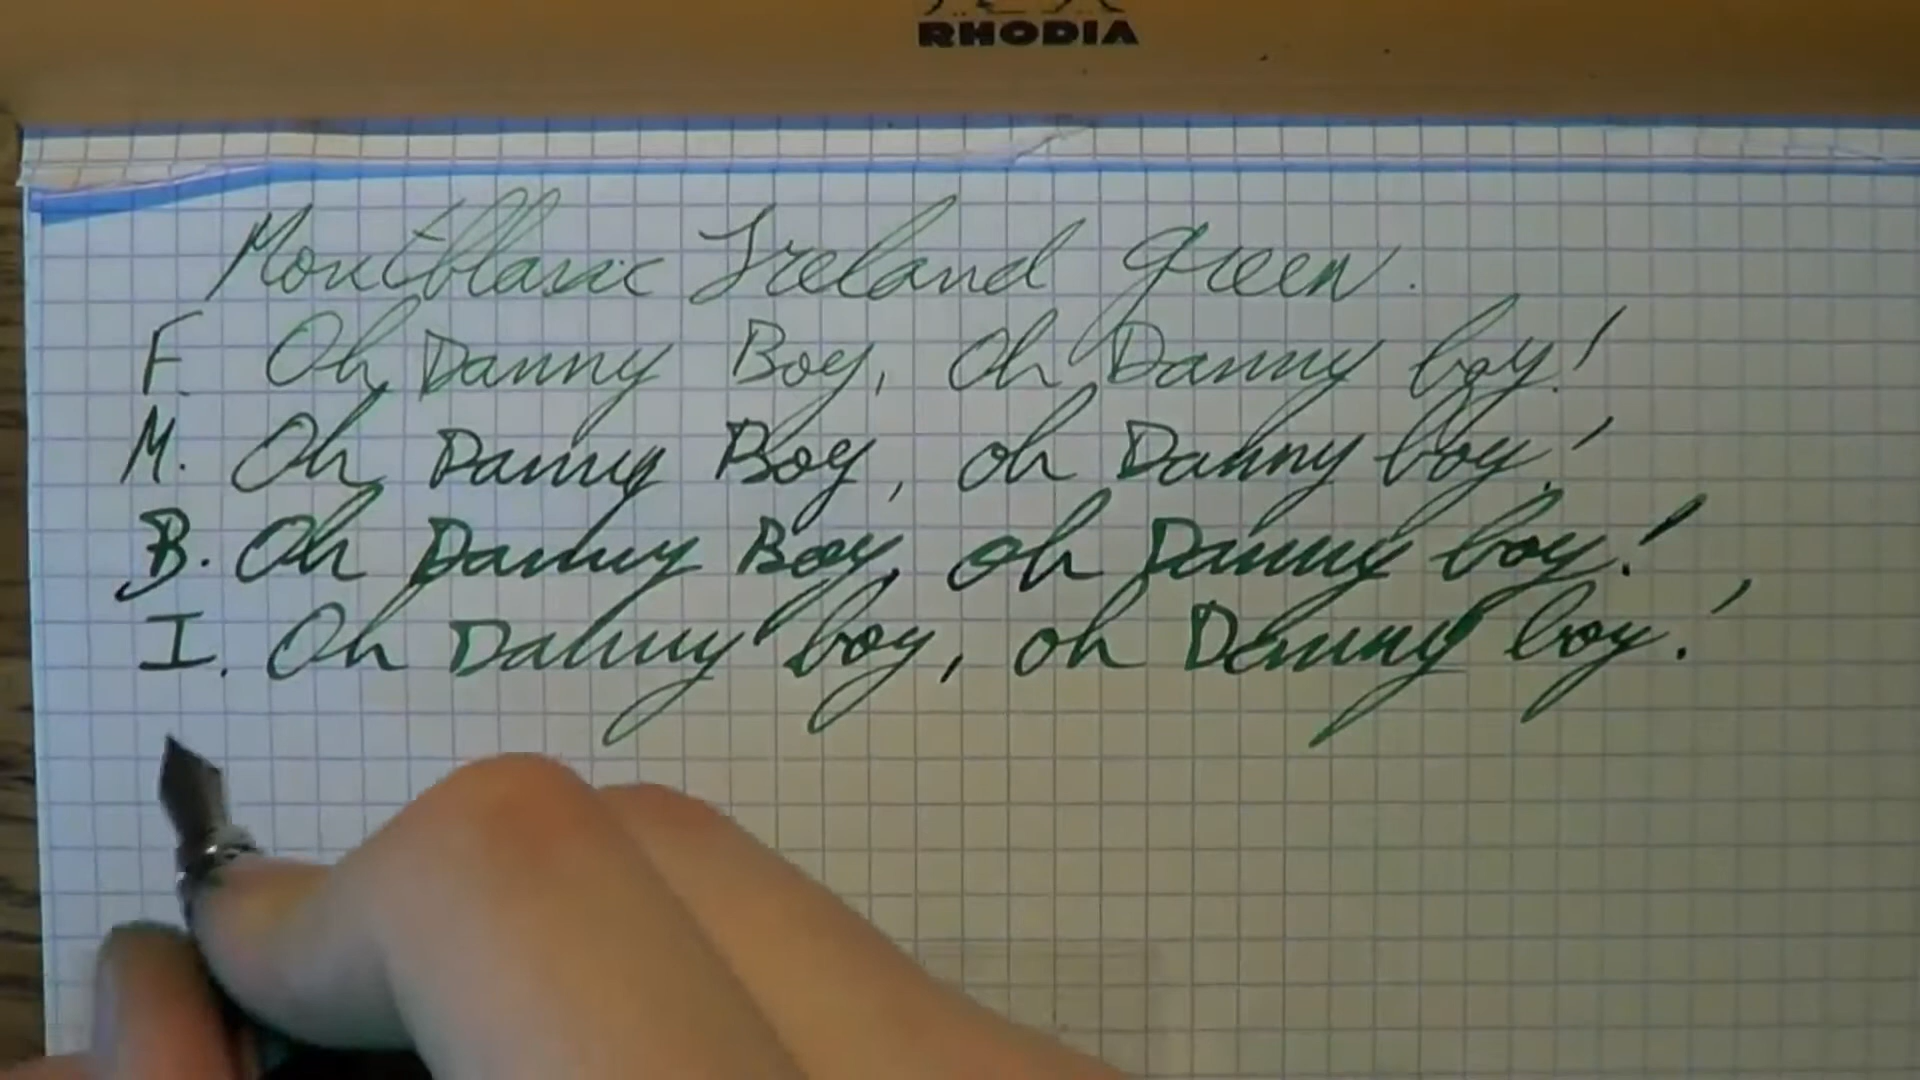 RHODIA
Montblanc Ireland green.
F. Oh Danny Boy, Oh Danny boy!
M. Oh Danny Boy, oh Danny boy!
B. Oh Danny Boy, oh Danny boy!
I. Oh Danny boy, oh Danny boy!